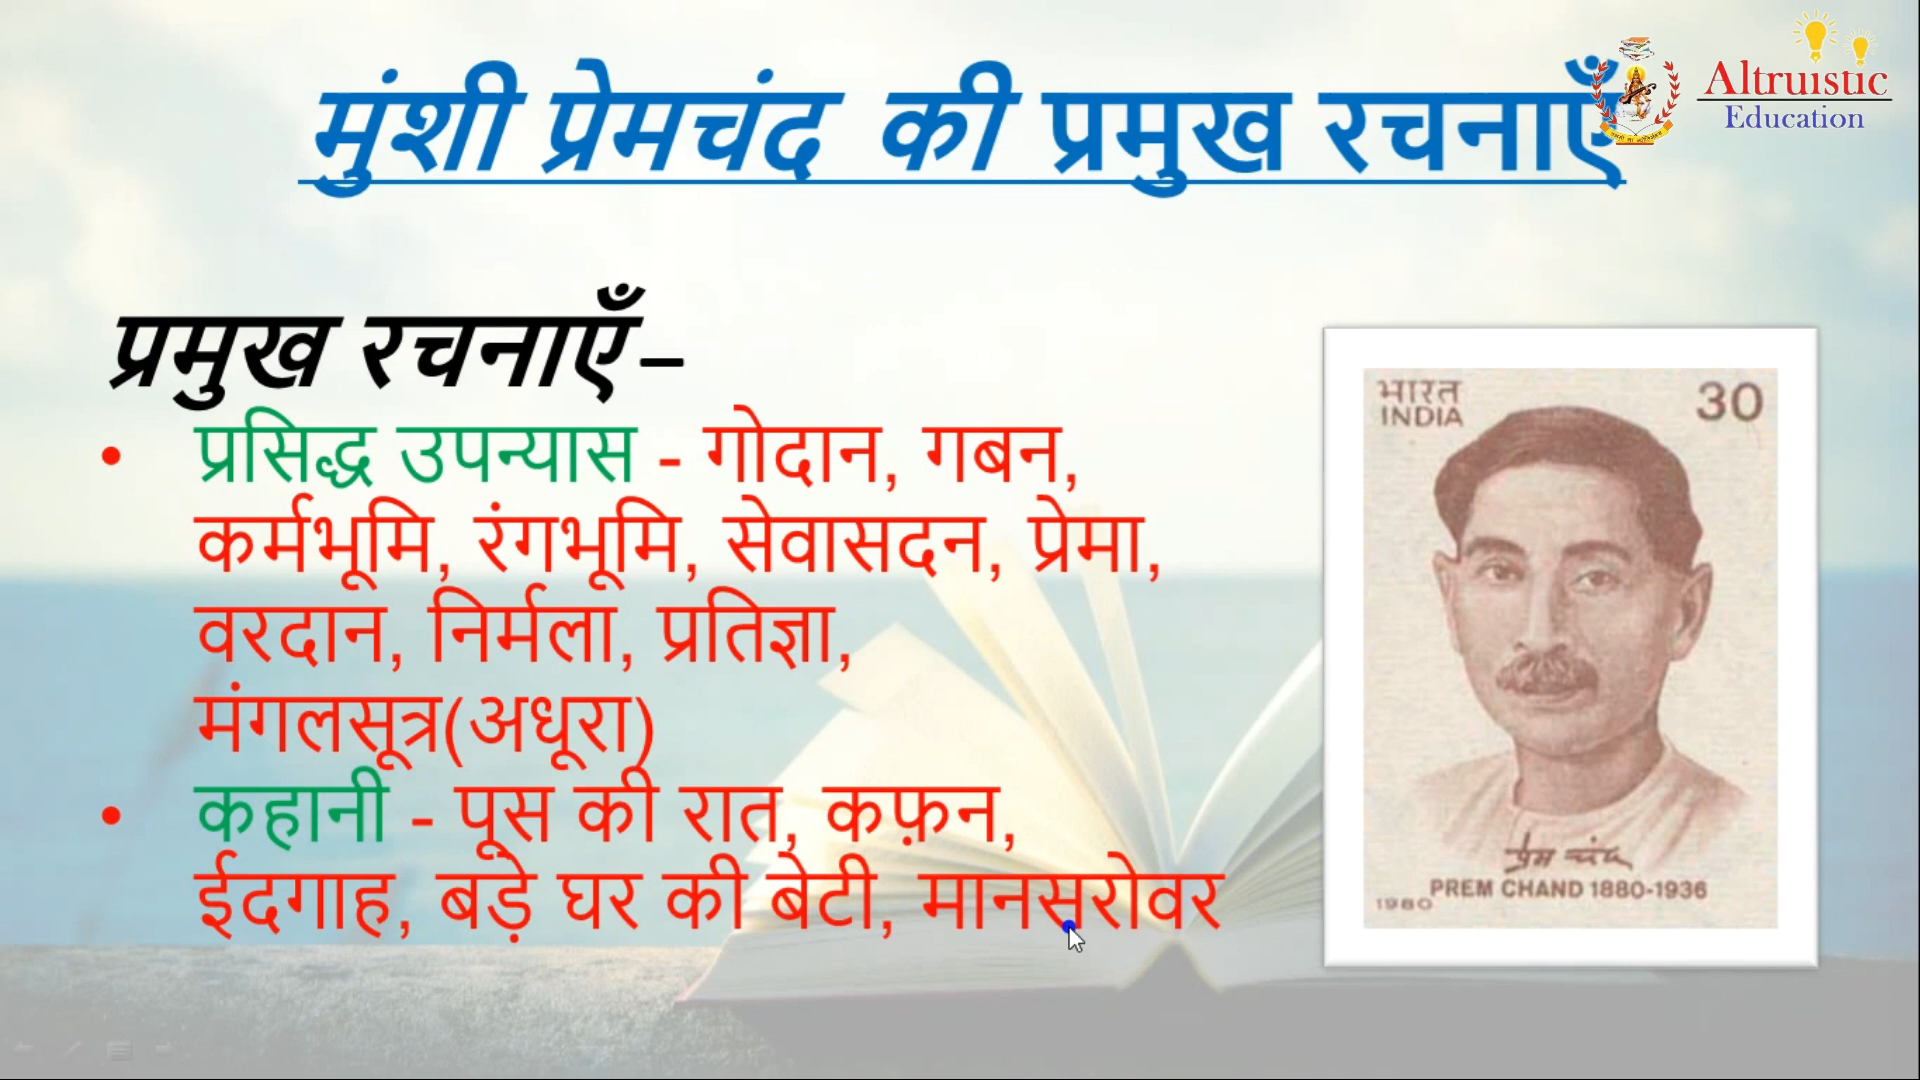 मुंशी प्रेमचंद की प्रमुख रचनाएँ
Altruistic
Education
प्रमुख रचनाएँ–
• प्रसिद्ध उपन्यास - गोदान, गबन,
कर्मभूमि, रंगभूमि, सेवासदन, प्रेमा,
वरदान, निर्मला, प्रतिज्ञा,
मंगलसूत्र(अधूरा)
• कहानी - पूस की रात, कफ़न,
ईदगाह, बड़े घर की बेटी, मानसरोवर
भारत 30
INDIA
प्रेम चंद
PREM CHAND 1880-1936
1980